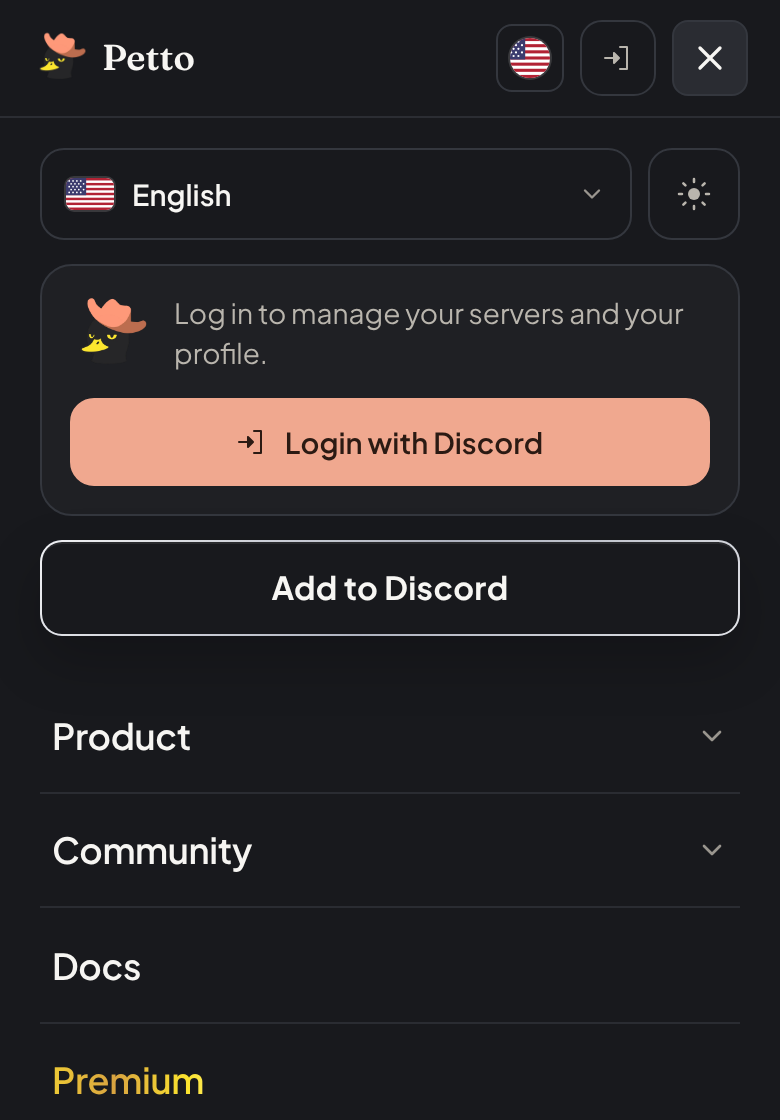 Petto
English
Log in to manage your servers and your
profile.
Login with Discord
Add to Discord
Product
Community
Docs
Premium